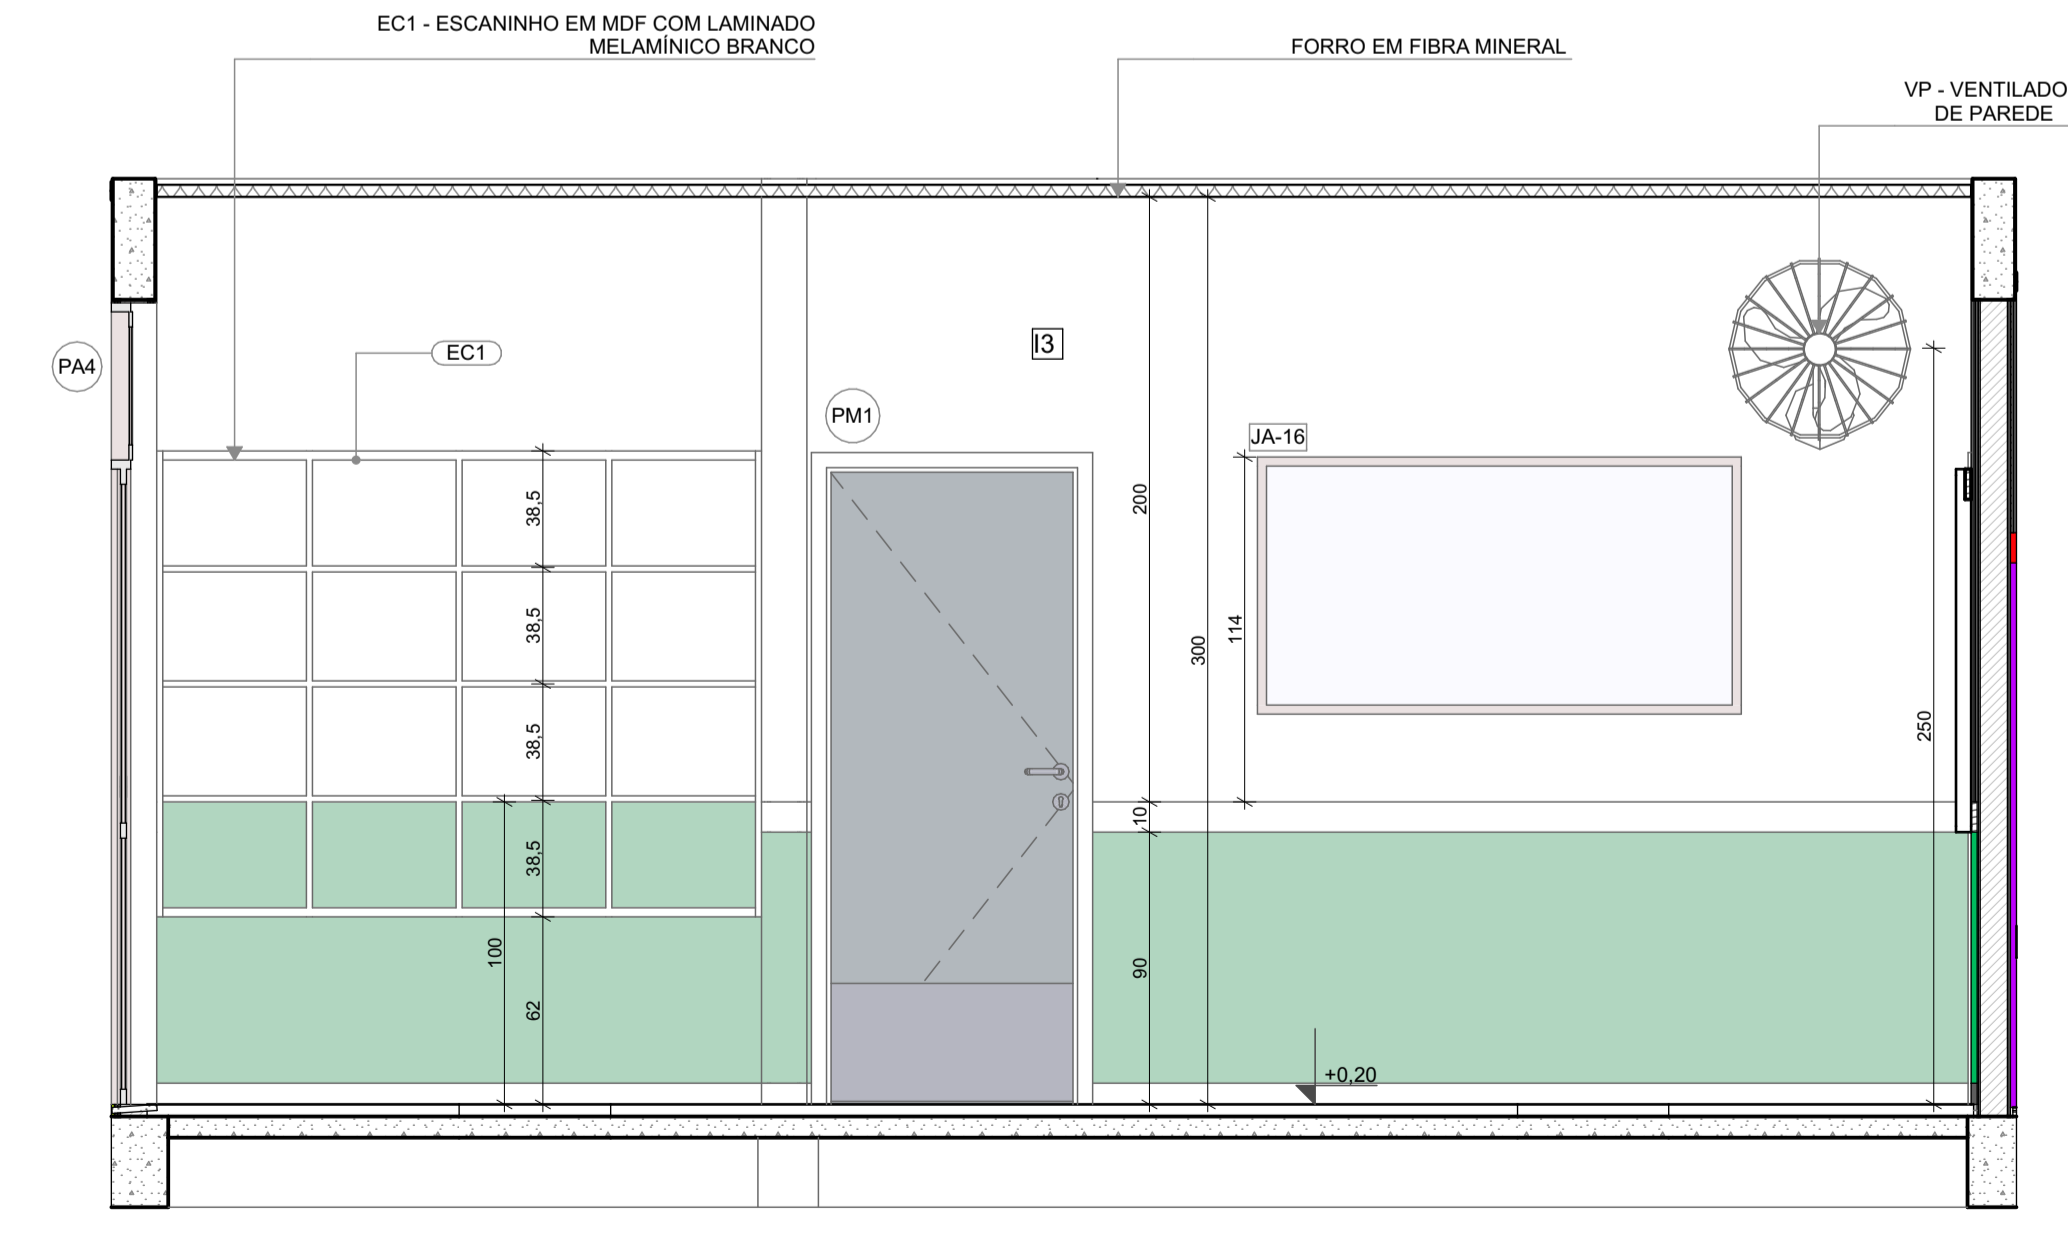 EC1 - ESCANINHO EM MDF COM LAMINADO
MELAMÍNICO BRANCO
FORRO EM FIBRA MINERAL
VP - VENTILADO
DE PAREDE
I3
EC1
PA4
PM1
JA-16
38,5
38,5
38,5
38,5
62
100
200
10
90
300
114
250
+0,20